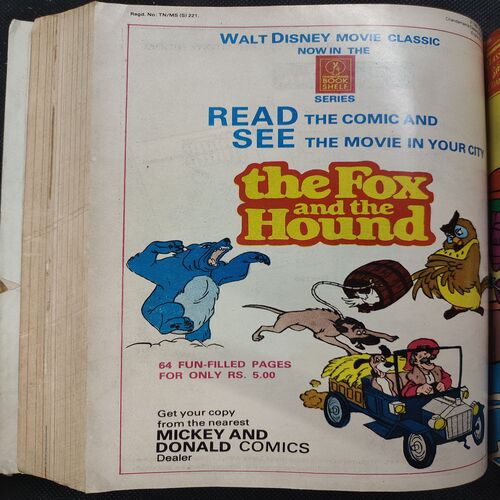 Regd. No: TN/MS (S) 221.
WALT DISNEY MOVIE CLASSIC
NOW IN THE
BOOK
SHELF
SERIES
READ THE COMIC AND
SEE THE MOVIE IN YOUR CITY
the Fox
and the
Hound
64 FUN-FILLED PAGES
FOR ONLY RS. 5.00
Get your copy
from the nearest
MICKEY AND
DONALD COMICS
Dealer